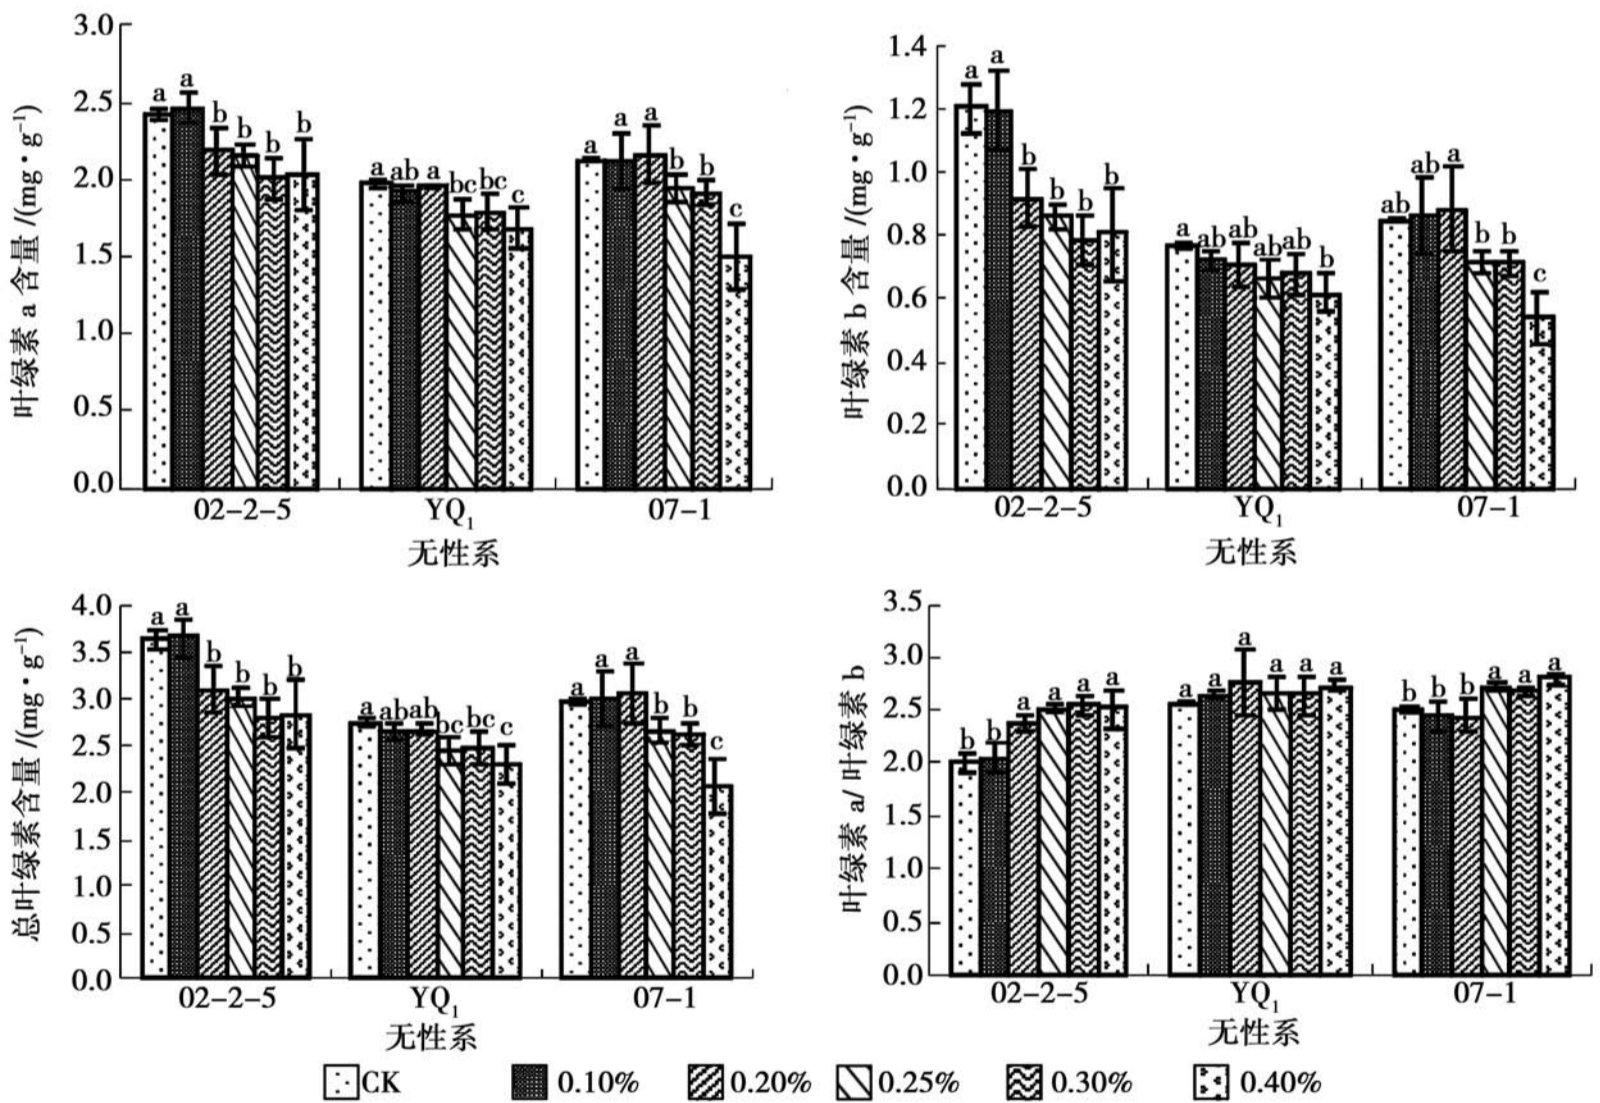 叶绿素 a 含量 /(mg·g⁻¹)
3.0
2.5
2.0
1.5
1.0
0.5
0.0
a a b b b b
a ab a bc bc c
a a a b b c
02-2-5 YQ₁ 07-1
无性系
叶绿素 b 含量 /(mg·g⁻¹)
1.4
1.2
1.0
0.8
0.6
0.4
0.2
0.0
a a b b b b
a ab ab ab ab b
ab ab a b b c
02-2-5 YQ₁ 07-1
无性系
总叶绿素含量 /(mg·g⁻¹)
4.0
3.5
3.0
2.5
2.0
1.5
1.0
0.5
0.0
a a b b b b
a ab ab bc bc c
a a a b b c
02-2-5 YQ₁ 07-1
无性系
叶绿素 a/ 叶绿素 b
3.5
3.0
2.5
2.0
1.5
1.0
0.5
0.0
b b a a a a
a a a a a a
b b b a a a
02-2-5 YQ₁ 07-1
无性系
CK 0.10% 0.20% 0.25% 0.30% 0.40%